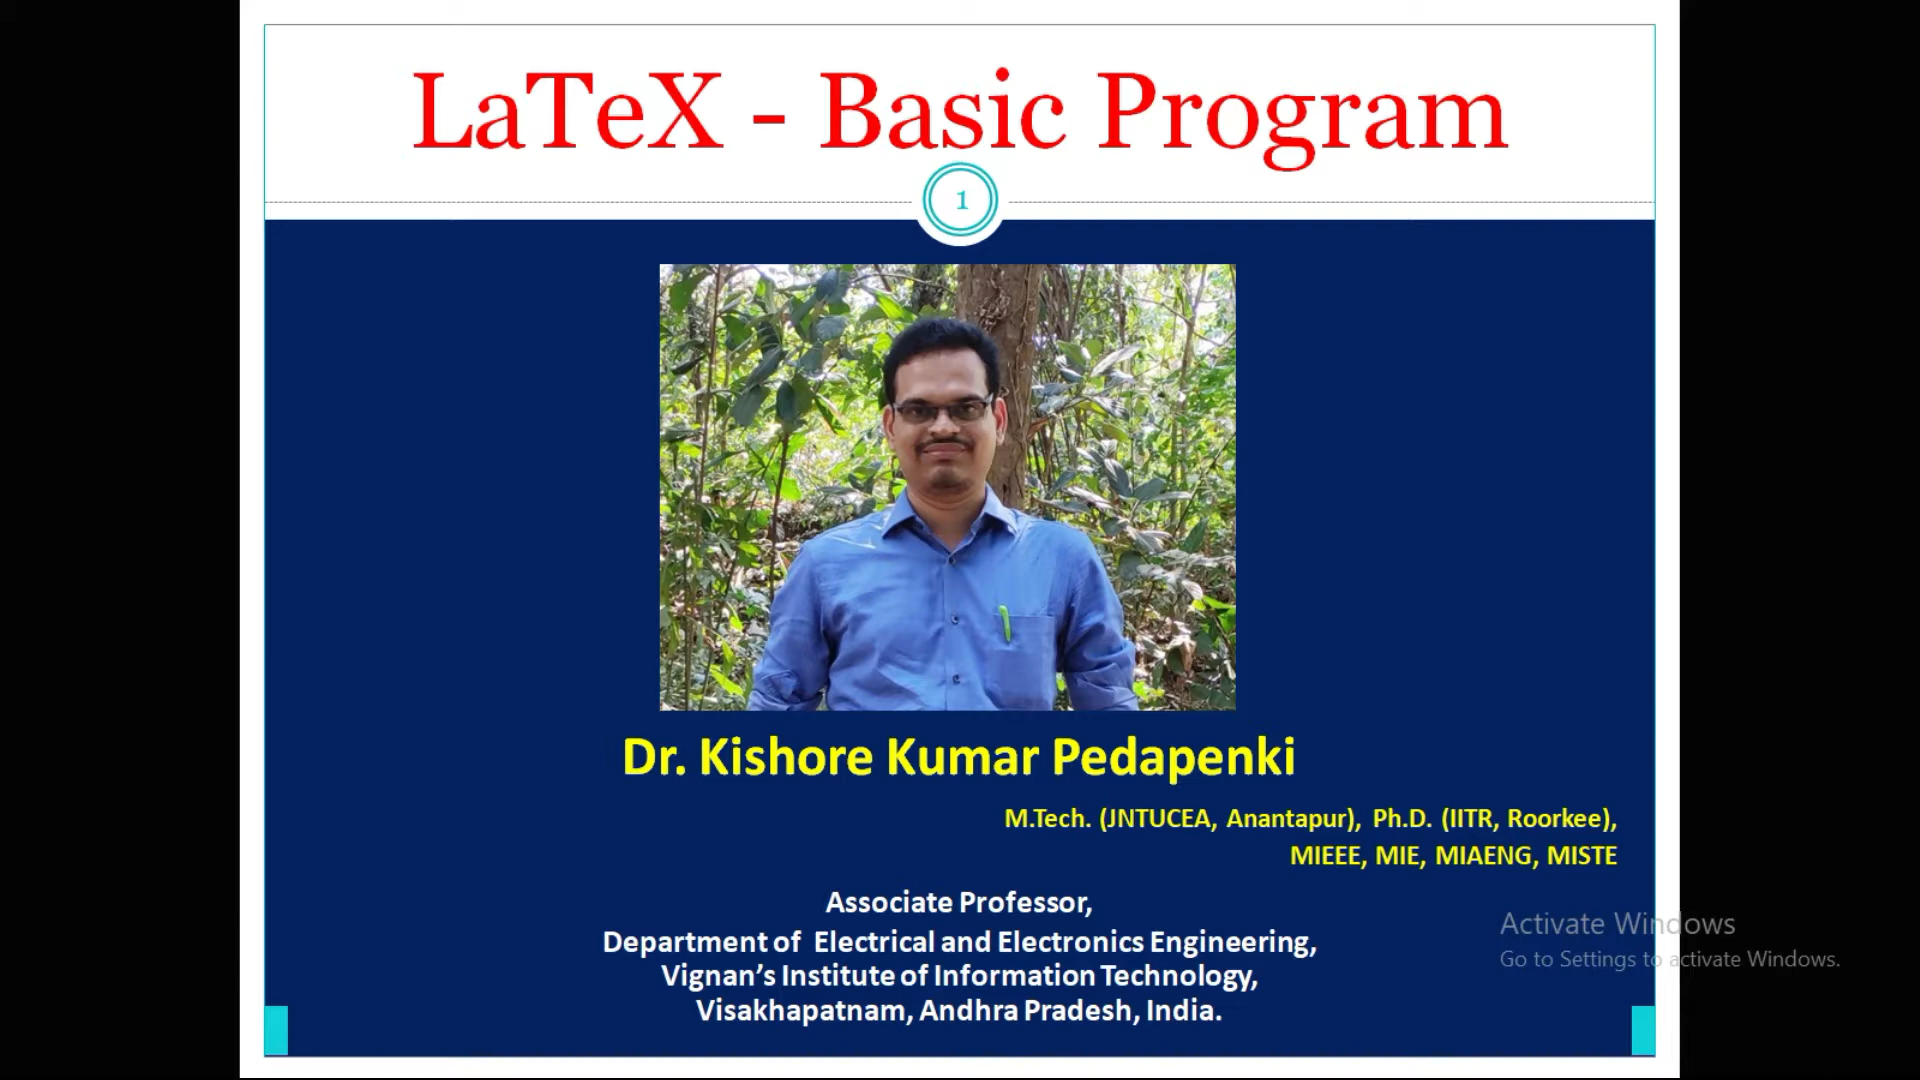 LaTeX - Basic Program
1
Dr. Kishore Kumar Pedapenki
M.Tech. (JNTUCEA, Anantapur), Ph.D. (IITR, Roorkee),
MIEEE, MIE, MIAENG, MISTE
Associate Professor,
Department of Electrical and Electronics Engineering,
Vignan’s Institute of Information Technology,
Visakhapatnam, Andhra Pradesh, India.
Activate Windows
Go to Settings to activate Windows.